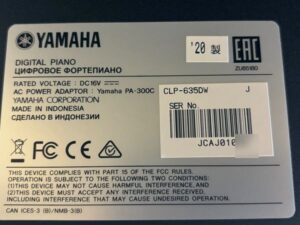 YAMAHA
'20 製
EAC
ZU86180
DIGITAL PIANO
ЦИФРОВОЕ ФОРТЕПИАНО
RATED VOLTAGE : DC16V
AC POWER ADAPTOR : Yamaha PA-300C
YAMAHA CORPORATION
MADE IN INDONESIA
СДЕЛАНО В ИНДОНЕЗИИ
CLP-635DW J
SER No.
JCAJ010
FC CE
THIS DEVICE COMPLIES WITH PART 15 OF THE FCC RULES.
OPERATION IS SUBJECT TO THE FOLLOWING TWO CONDITIONS:
(1)THIS DEVICE MAY NOT CAUSE HARMFUL INTERFERENCE, AND
(2)THIS DEVICE MUST ACCEPT ANY INTERFERENCE RECEIVED,
INCLUDING INTERFERENCE THAT MAY CAUSE UNDESIRED OPERATION.
CAN ICES-3 (B)/NMB-3(B)